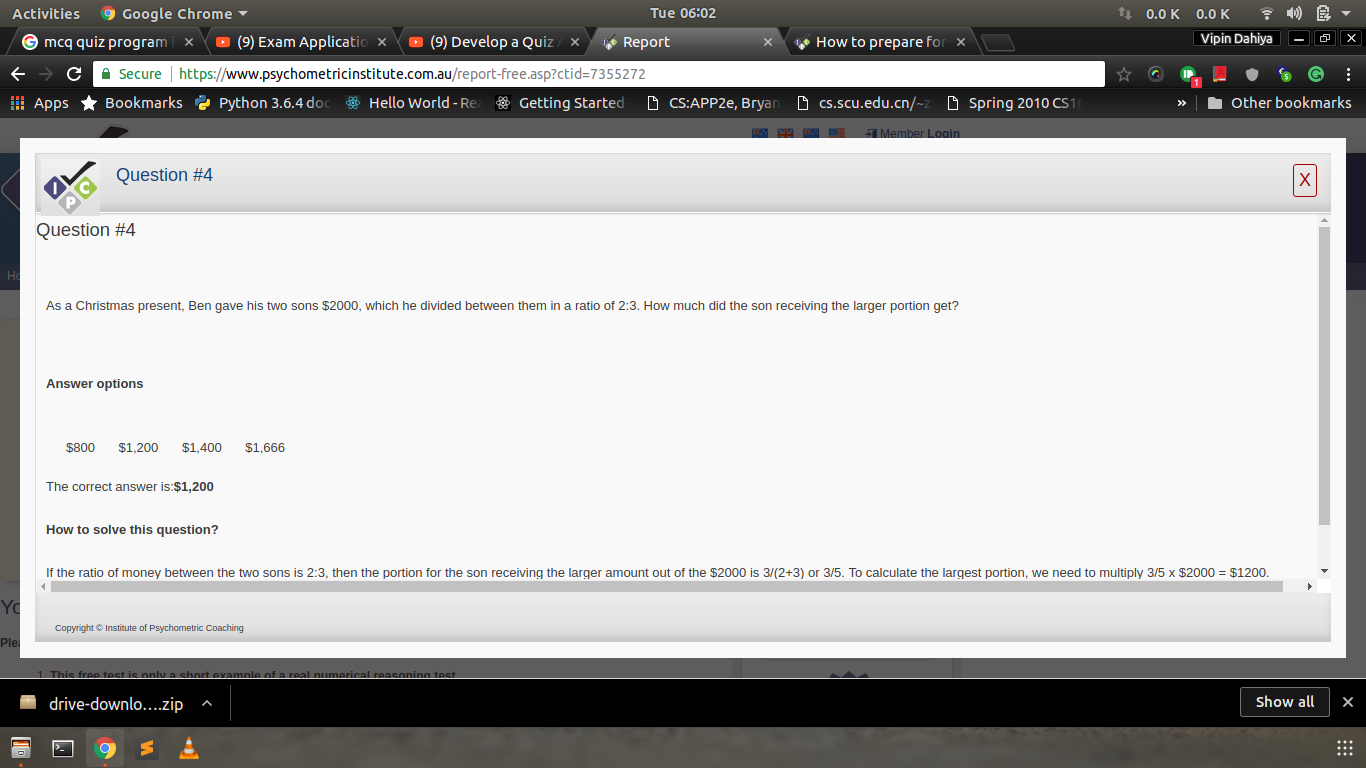 Activities Google Chrome Tue 06:02 0.0 K 0.0 K
mcq quiz program i (9) Exam Applicatio (9) Develop a Quiz A Report How to prepare for Vipin Dahiya
Secure https://www.psychometricinstitute.com.au/report-free.asp?ctid=7355272 1
Apps Bookmarks Python 3.6.4 doc Hello World - Re Getting Started CS:APP2e, Bryan cs.scu.edu.cn/~z Spring 2010 CS1 » Other bookmarks
Member Login
I P C Question #4 X
Question #4
Ho
As a Christmas present, Ben gave his two sons $2000, which he divided between them in a ratio of 2:3. How much did the son receiving the larger portion get?
Answer options
$800 $1,200 $1,400 $1,666
The correct answer is:$1,200
How to solve this question?
If the ratio of money between the two sons is 2:3, then the portion for the son receiving the larger amount out of the $2000 is 3/(2+3) or 3/5. To calculate the largest portion, we need to multiply 3/5 x $2000 = $1200.
Yo
Copyright © Institute of Psychometric Coaching
Plea
1. This free test is only a short example of a real numerical reasoning test
drive-downlo....zip Show all